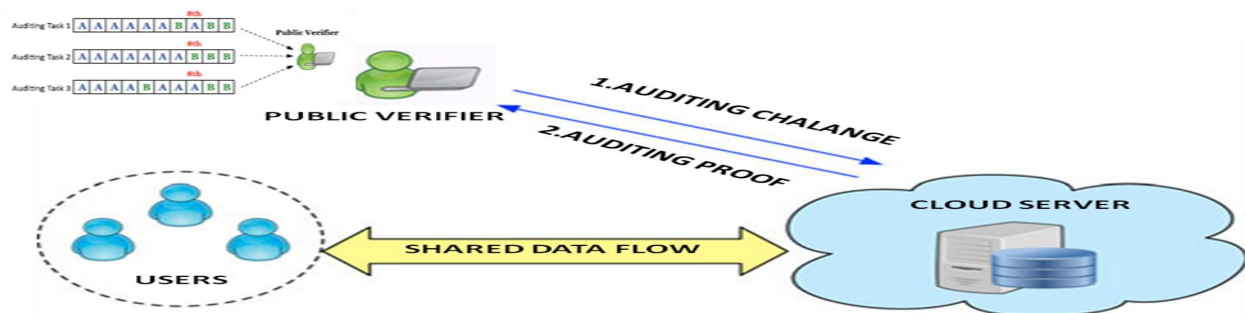 8th
Auditing Task 1 A A A A A A B A B B
Public Verifier
8th
Auditing Task 2 A A A A A A A B B B
8th
Auditing Task 3 A A A A B A A A B B
PUBLIC VERIFIER
1.AUDITING CHALANGE
2.AUDITING PROOF
USERS
SHARED DATA FLOW
CLOUD SERVER